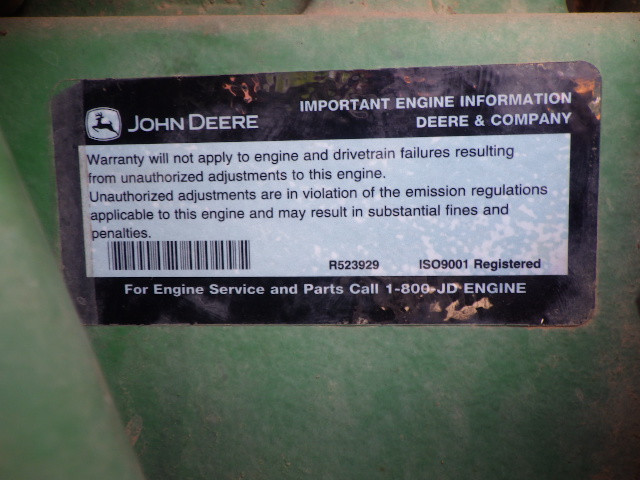 JOHN DEERE
IMPORTANT ENGINE INFORMATION
DEERE & COMPANY
Warranty will not apply to engine and drivetrain failures resulting
from unauthorized adjustments to this engine.
Unauthorized adjustments are in violation of the emission regulations
applicable to this engine and may result in substantial fines and
penalties.
R523929 ISO9001 Registered
For Engine Service and Parts Call 1-800-JD ENGINE